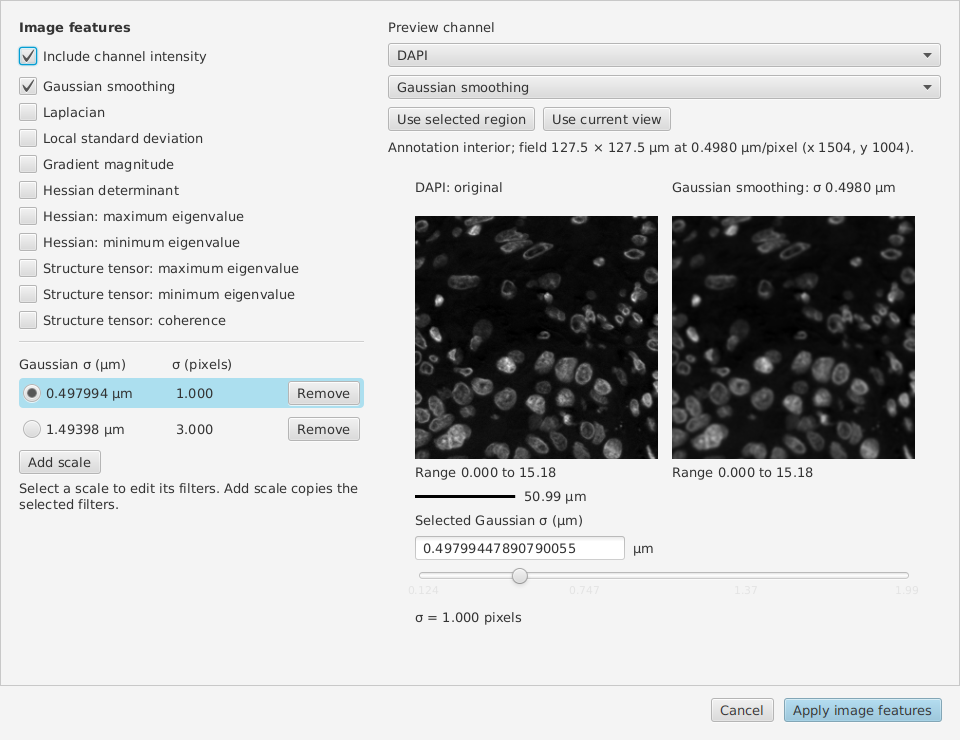 Image features
Include channel intensity
Gaussian smoothing
Laplacian
Local standard deviation
Gradient magnitude
Hessian determinant
Hessian: maximum eigenvalue
Hessian: minimum eigenvalue
Structure tensor: maximum eigenvalue
Structure tensor: minimum eigenvalue
Structure tensor: coherence
Gaussian σ (μm) σ (pixels)
0.497994 μm 1.000 Remove
1.49398 μm 3.000 Remove
Add scale
Select a scale to edit its filters. Add scale copies the
selected filters.
Preview channel
DAPI
Gaussian smoothing
Use selected region Use current view
Annotation interior; field 127.5 × 127.5 μm at 0.4980 μm/pixel (x 1504, y 1004).
DAPI: original Gaussian smoothing: σ 0.4980 μm
Range 0.000 to 15.18 Range 0.000 to 15.18
50.99 μm
Selected Gaussian σ (μm)
0.49799447890790055 μm
0.124 0.747 1.37 1.99
σ = 1.000 pixels
Cancel Apply image features